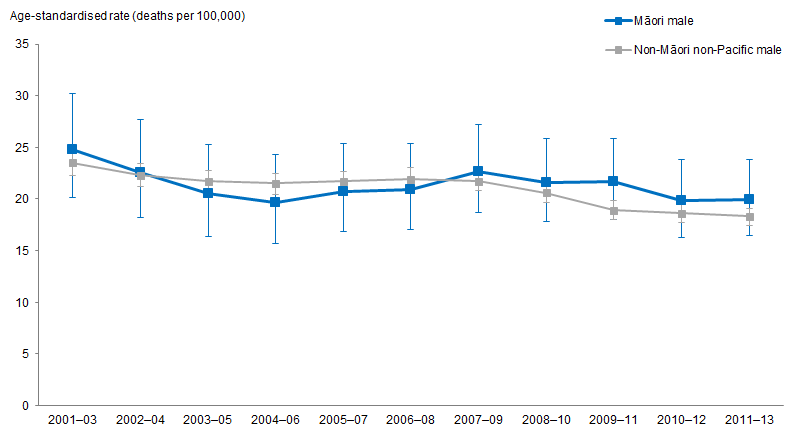 Age-standardised rate (deaths per 100,000)
Māori male
Non-Māori non-Pacific male
35
30
25
20
15
10
5
0
2001–03 2002–04 2003–05 2004–06 2005–07 2006–08 2007–09 2008–10 2009–11 2010–12 2011–13